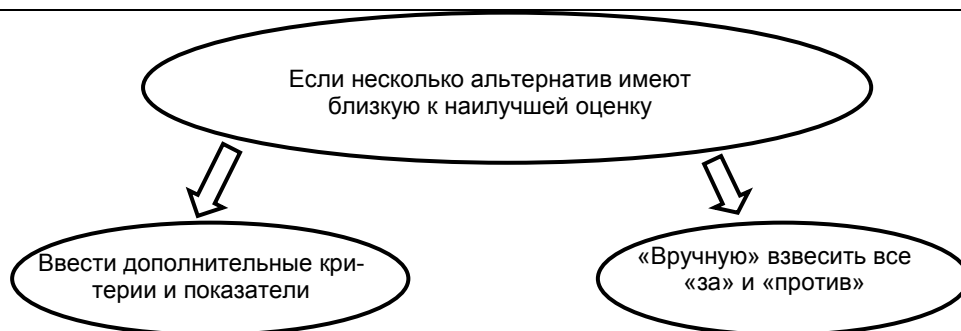 Если несколько альтернатив имеют
близкую к наилучшей оценку
Ввести дополнительные кри-
терии и показатели
«Вручную» взвесить все
«за» и «против»